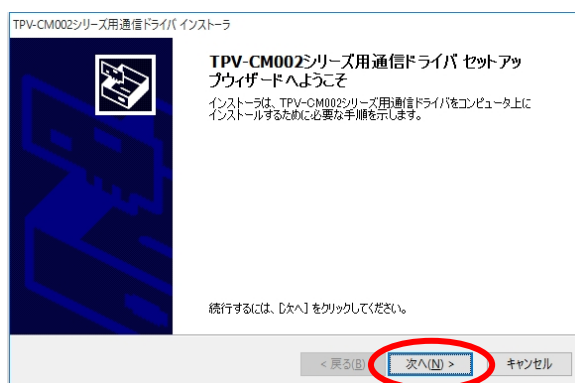 TPV-CM002シリーズ用通信ドライバ インストーラ
TPV-CM002シリーズ用通信ドライバ セットアッ
プウィザードへようこそ
インストーラは、TPV-CM002シリーズ用通信ドライバをコンピュータ上に
インストールするために必要な手順を示します。
続行するには、[次へ] をクリックしてください。
< 戻る(B)
次へ(N) >
キャンセル